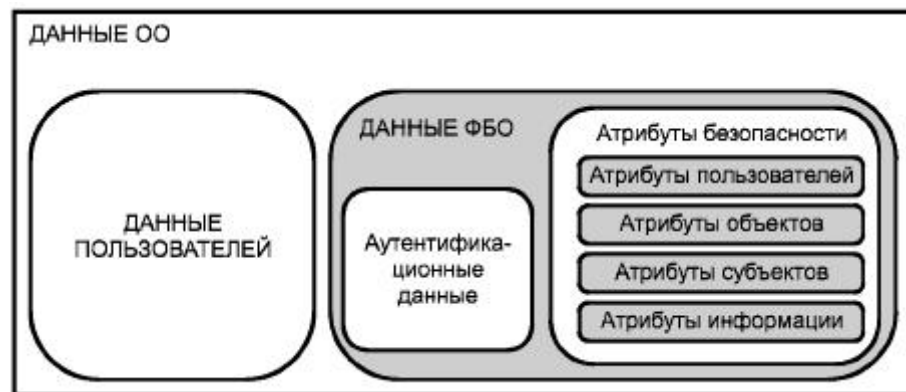 ДАННЫЕ ОО
ДАННЫЕ
ПОЛЬЗОВАТЕЛЕЙ
ДАННЫЕ ФБО
Аутентифика-
ционные
данные
Атрибуты безопасности
Атрибуты пользователей
Атрибуты объектов
Атрибуты субъектов
Атрибуты информации